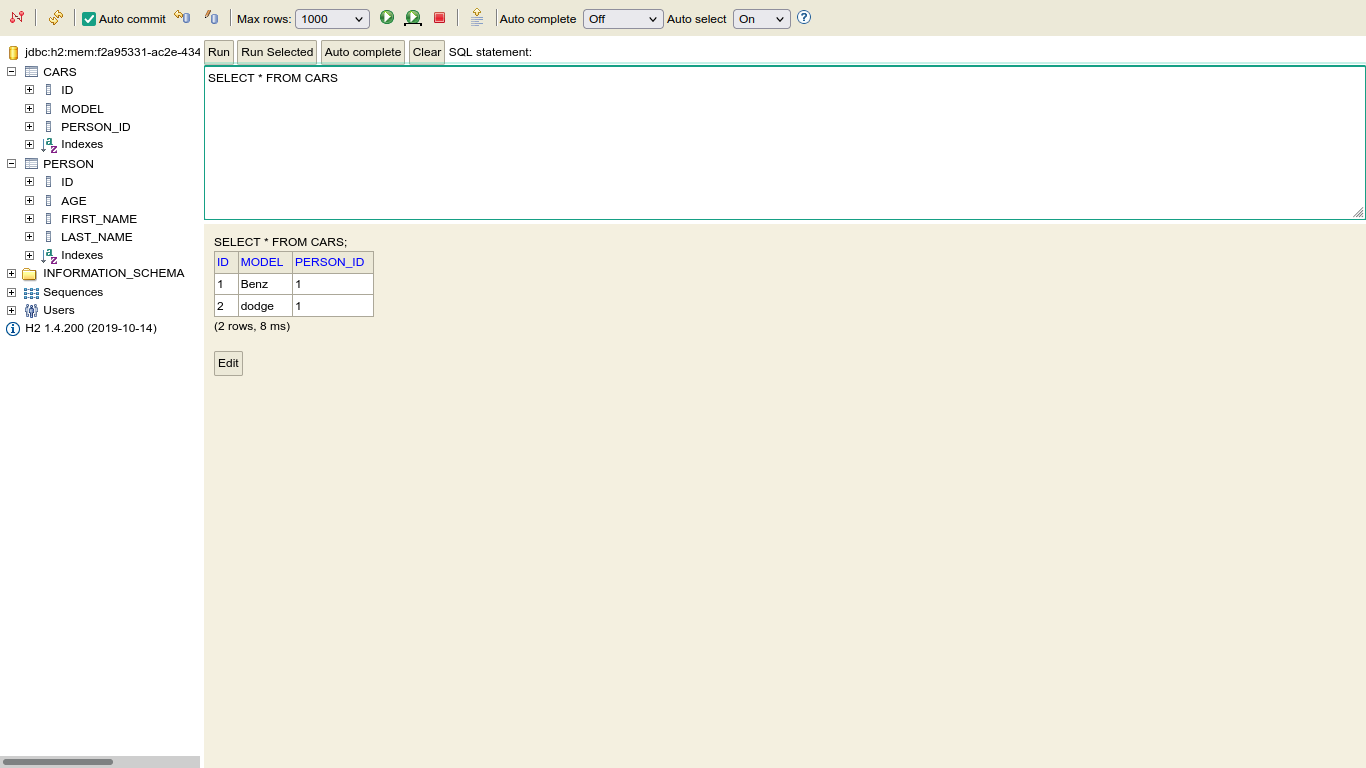 Auto commit Max rows: 1000 Auto complete Off Auto select On
jdbc:h2:mem:f2a95331-ac2e-434
CARS
ID
MODEL
PERSON_ID
Indexes
PERSON
ID
AGE
FIRST_NAME
LAST_NAME
Indexes
INFORMATION_SCHEMA
Sequences
Users
H2 1.4.200 (2019-10-14)
Run Run Selected Auto complete Clear SQL statement:
SELECT * FROM CARS
SELECT * FROM CARS;
ID MODEL PERSON_ID
1 Benz 1
2 dodge 1
(2 rows, 8 ms)
Edit